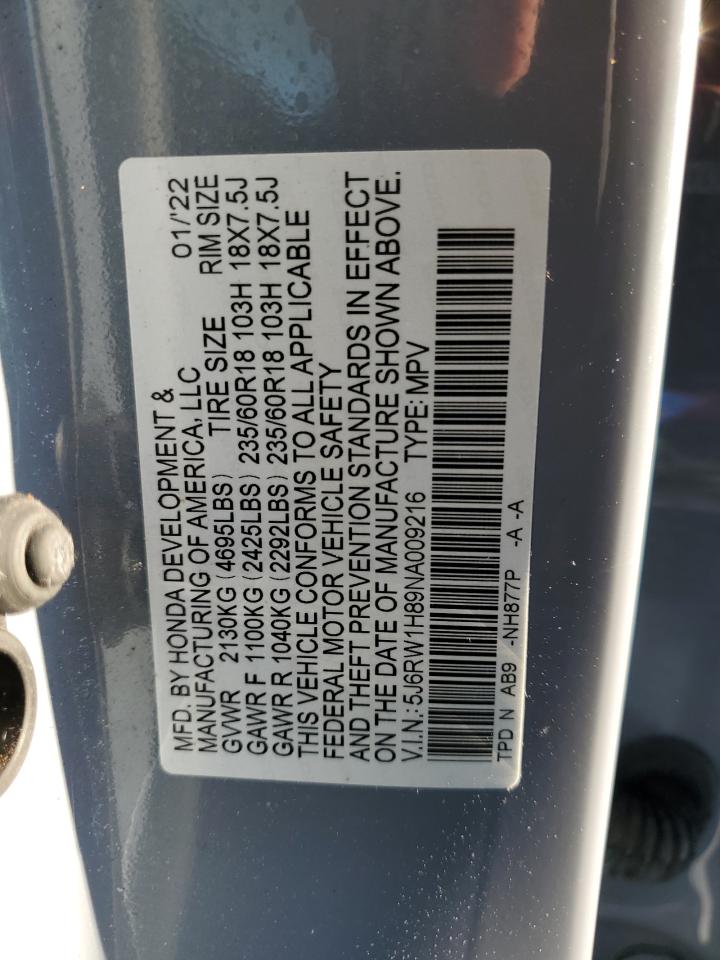 MFD. BY HONDA DEVELOPMENT &
MANUFACTURING OF AMERICA, LLC 01/'22
GVWR 2130KG (4695LBS) TIRE SIZE RIM SIZE
GAWR F 1100KG (2425LBS) 235/60R18 103H 18X7.5J
GAWR R 1040KG (2292LBS) 235/60R18 103H 18X7.5J
THIS VEHICLE CONFORMS TO ALL APPLICABLE
FEDERAL MOTOR VEHICLE SAFETY
AND THEFT PREVENTION STANDARDS IN EFFECT
ON THE DATE OF MANUFACTURE SHOWN ABOVE.
V.I.N.: 5J6RW1H89NA009216 TYPE: MPV
TPD N AB9 -NH877P -A -A